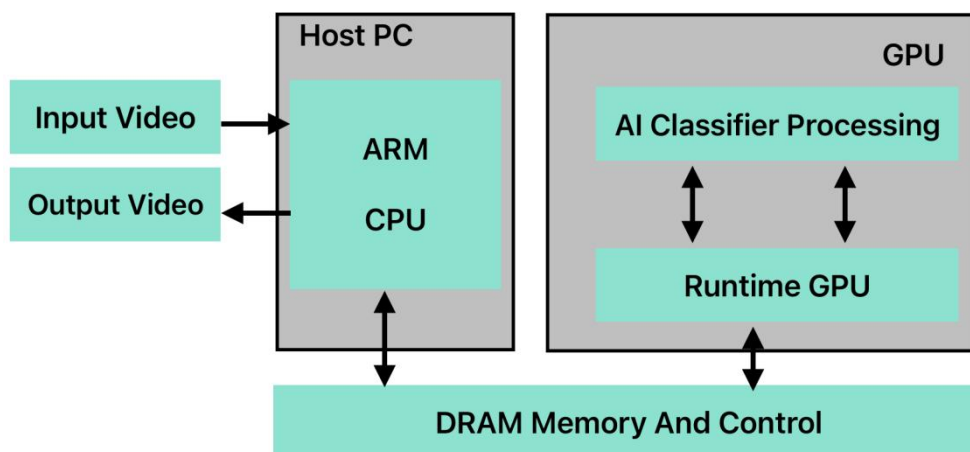 Host PC
GPU
Input Video
Output Video
ARM
CPU
AI Classifier Processing
Runtime GPU
DRAM Memory And Control